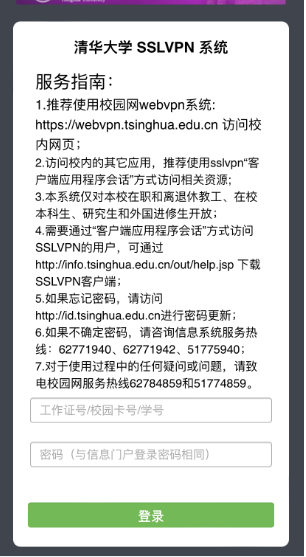 清华大学 SSLVPN 系统
服务指南：
1.推荐使用校园网webvpn系统:
https://webvpn.tsinghua.edu.cn 访问校
内网页；
2.访问校内的其它应用，推荐使用sslvpn“客
户端应用程序会话”方式访问相关资源;
3.本系统仅对本校在职和离退休教工、在校
本科生、研究生和外国进修生开放；
4.需要通过“客户端应用程序会话”方式访问
SSLVPN的用户，可通过
http://info.tsinghua.edu.cn/out/help.jsp 下载
SSLVPN客户端；
5.如果忘记密码，请访问
http://id.tsinghua.edu.cn进行密码更新；
6.如果不确定密码，请咨询信息系统服务热
线：62771940、62771942、51775940；
7.对于使用过程中的任何疑问或问题，请致
电校园网服务热线62784859和51774859。
工作证号/校园卡号/学号
密码（与信息门户登录密码相同）
登录